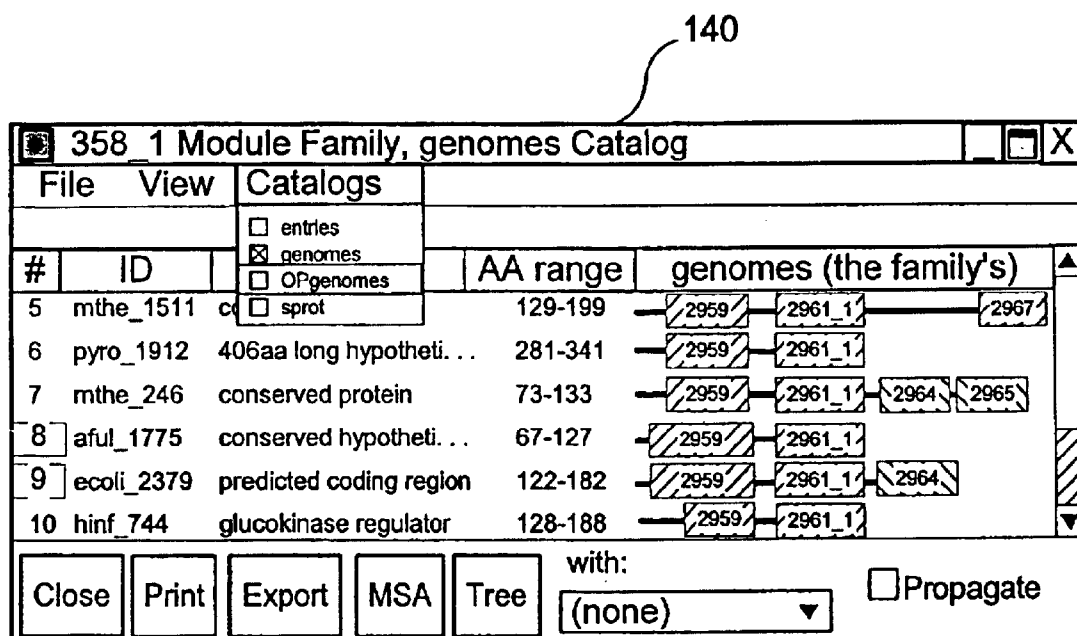 140
358_1 Module Family, genomes Catalog _ X
File View Catalogs
entries
genomes
OPgenomes
sprot
# ID AA range genomes (the family's)
5 mthe_1511 129-199 2959 2961_1 2967
6 pyro_1912 406aa long hypotheti... 281-341 2959 2961_1
7 mthe_246 conserved protein 73-133 2959 2961_1 2964 2965
8 aful_1775 conserved hypotheti... 67-127 2959 2961_1
9 ecoli_2379 predicted coding region 122-182 2959 2961_1 2964
10 hinf_744 glucokinase regulator 128-188 2959 2961_1
with:
Close Print Export MSA Tree (none) Propagate